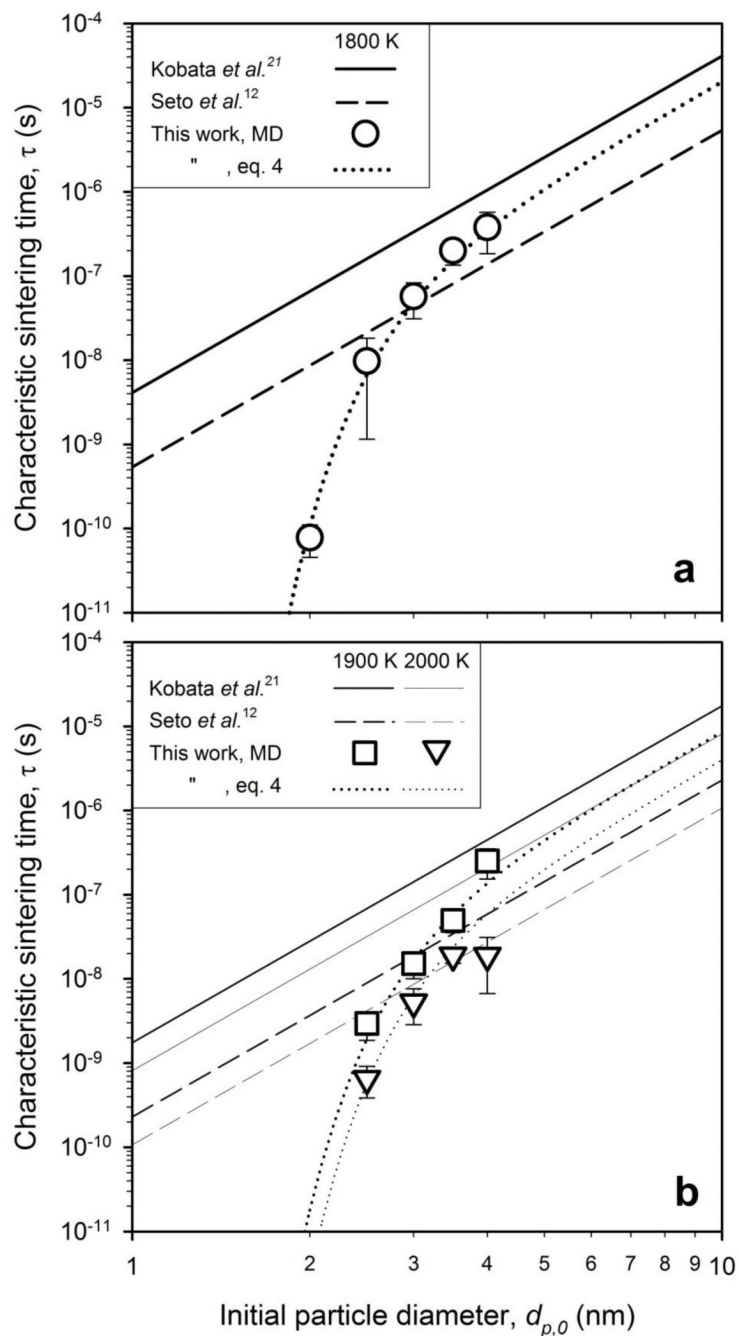 10⁻⁴
10⁻⁵
10⁻⁶
10⁻⁷
10⁻⁸
10⁻⁹
10⁻¹⁰
10⁻¹¹
Characteristic sintering time, τ (s)
1800 K
Kobata et al.²¹
Seto et al.¹²
This work, MD
" , eq. 4
a
10⁻⁴
10⁻⁵
10⁻⁶
10⁻⁷
10⁻⁸
10⁻⁹
10⁻¹⁰
10⁻¹¹
Characteristic sintering time, τ (s)
1900 K 2000 K
Kobata et al.²¹
Seto et al.¹²
This work, MD
" , eq. 4
b
1 2 3 4 5 6 7 8 9 10
Initial particle diameter, dp,0 (nm)